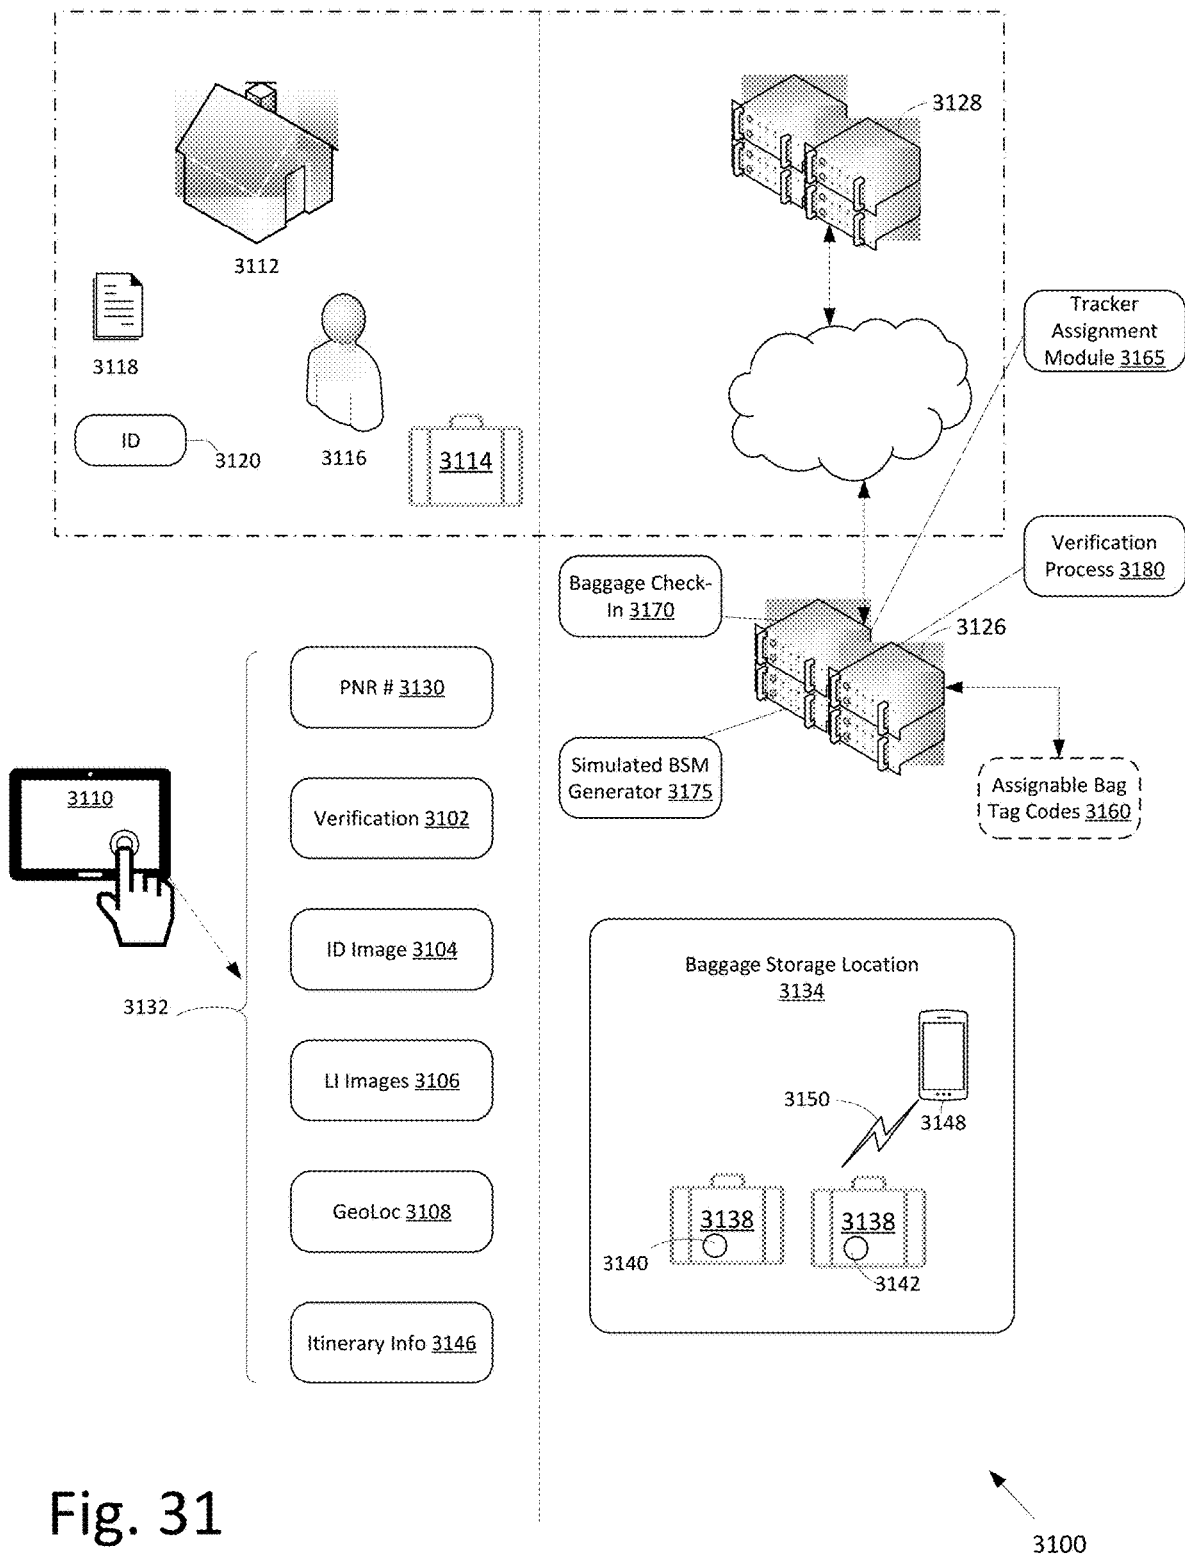 3128
3112
Tracker
Assignment
Module 3165
3118
ID
3120
3116
3114
Verification
Process 3180
Baggage Check-
In 3170
3126
PNR # 3130
Simulated BSM
Generator 3175
Assignable Bag
Tag Codes 3160
3110
Verification 3102
ID Image 3104
Baggage Storage Location
3134
3132
LI Images 3106
3150
3148
GeoLoc 3108
3138
3138
3140
3142
Itinerary Info 3146
Fig. 31
3100